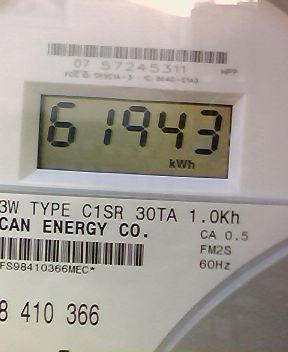 07 57245311 HPP
61943
kWh
3W TYPE C1SR 30TA 1.0Kh
CAN ENERGY CO.
CA 0.5
FM2S
FS98410366MEC*
60Hz
8 410 366